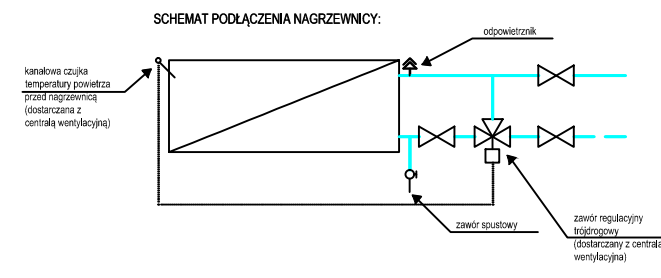 SCHEMAT PODŁĄCZENIA NAGRZEWNICY:
odpowietrznik
kanałowa czujka
temperatury powietrza
przed nagrzewnicą
(dostarczana z
centralą wentylacyjną)
zawór spustowy
zawór regulacyjny
trójdrogowy
(dostarczany z centralą
wentylacyjna)